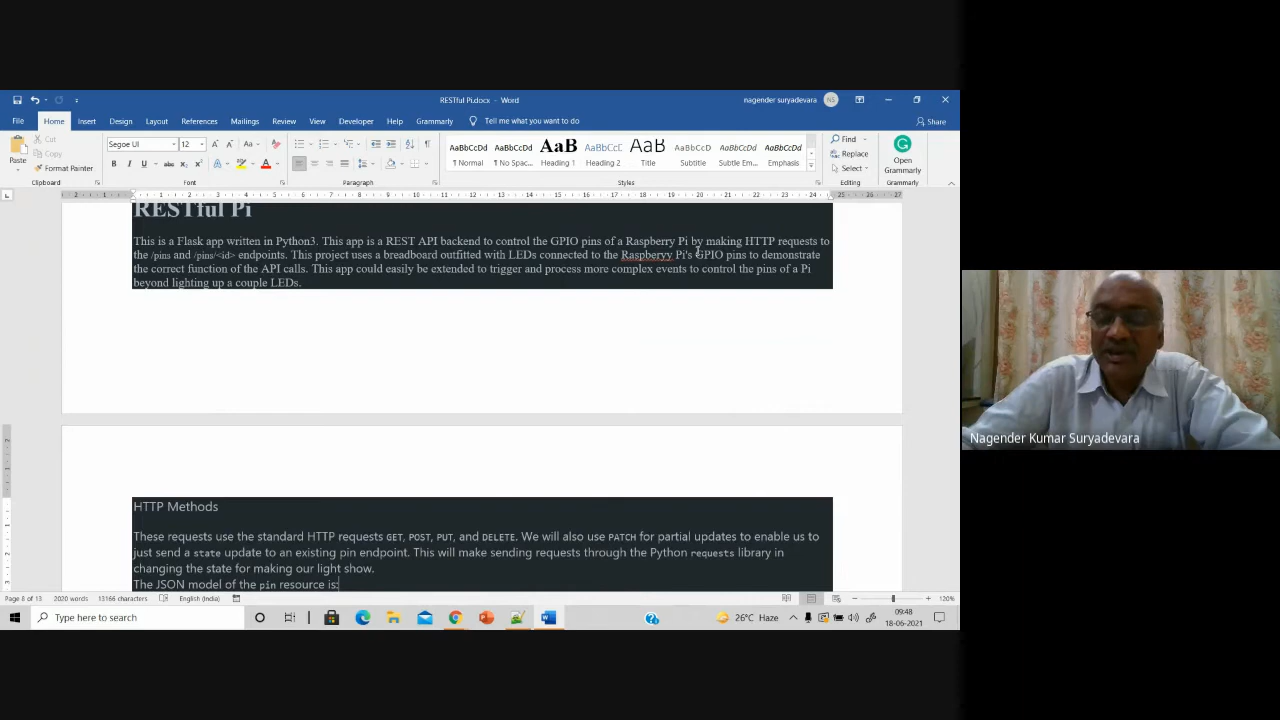 RESTful Pi.docx - Word
nagender suryadevara
NS
File Home Insert Design Layout References Mailings Review View Developer Help Grammarly Tell me what you want to do Share
Paste
Cut
Copy
Format Painter
Clipboard
Segoe UI 12
Font
Paragraph
AaBbCcDd AaBbCcDd AaBbC AaBbCcC AaB AaBbCcD AaBbCcDd AaBbCcDd
¶ Normal ¶ No Spac... Heading 1 Heading 2 Title Subtitle Subtle Em... Emphasis
Styles
Find
Replace
Select
Editing
Open Grammarly
Grammarly
RESTful Pi
This is a Flask app written in Python3. This app is a REST API backend to control the GPIO pins of a Raspberry Pi by making HTTP requests to
the /pins and /pins/<id> endpoints. This project uses a breadboard outfitted with LEDs connected to the Raspberyy Pi's GPIO pins to demonstrate
the correct function of the API calls. This app could easily be extended to trigger and process more complex events to control the pins of a Pi
beyond lighting up a couple LEDs.
HTTP Methods
These requests use the standard HTTP requests GET, POST, PUT, and DELETE. We will also use PATCH for partial updates to enable us to
just send a state update to an existing pin endpoint. This will make sending requests through the Python requests library in
changing the state for making our light show.
The JSON model of the pin resource is:
Page 8 of 13 2020 words 13166 characters English (India) 120%
Type here to search
26°C Haze
09:48
18-06-2021
Nagender Kumar Suryadevara